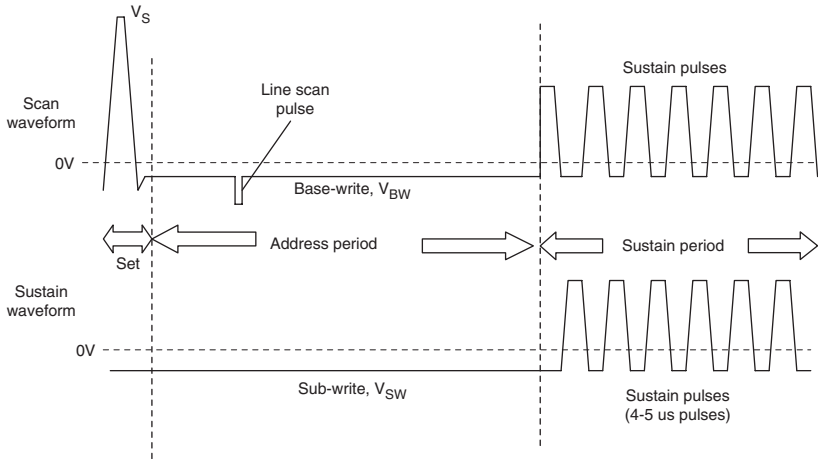 V_S
Sustain pulses
Line scan
pulse
Scan
waveform
0V
Base-write, V_BW
Address period
Sustain period
Set
Sustain
waveform
0V
Sub-write, V_SW
Sustain pulses
(4-5 us pulses)